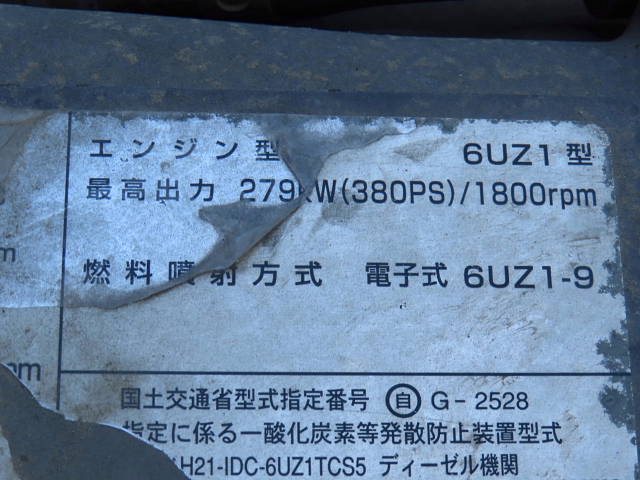 エンジン型 6UZ1型
最高出力 279kW(380PS)/1800rpm
燃料噴射方式 電子式 6UZ1-9
国土交通省型式指定番号 自 G-2528
指定に係る一酸化炭素等発散防止装置型式
H21-IDC-6UZ1TCS5 ディーゼル機関